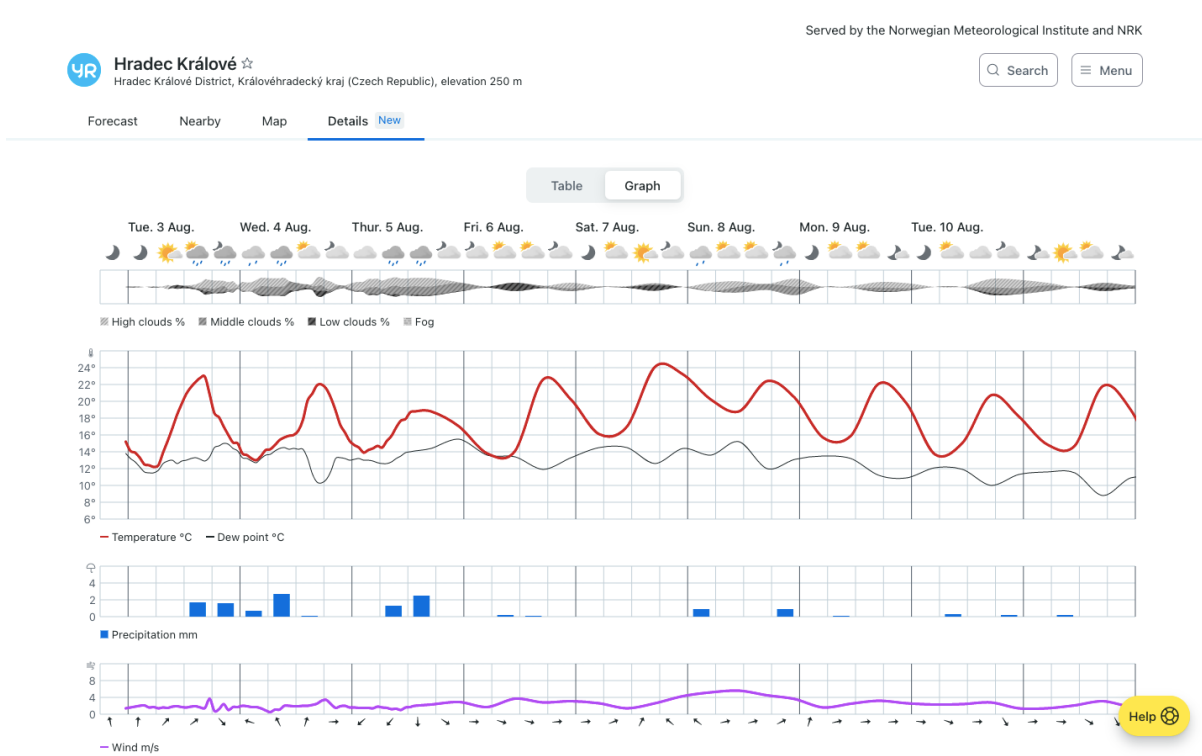 Served by the Norwegian Meteorological Institute and NRK
YR
Hradec Králové
Hradec Králové District, Královéhradecký kraj (Czech Republic), elevation 250 m
Search
Menu
Forecast Nearby Map Details New
Table Graph
Tue. 3 Aug. Wed. 4 Aug. Thur. 5 Aug. Fri. 6 Aug. Sat. 7 Aug. Sun. 8 Aug. Mon. 9 Aug. Tue. 10 Aug.
High clouds % Middle clouds % Low clouds % Fog
24°
22°
20°
18°
16°
14°
12°
10°
8°
6°
Temperature °C Dew point °C
4
2
0
Precipitation mm
8
4
0
Help
Wind m/s